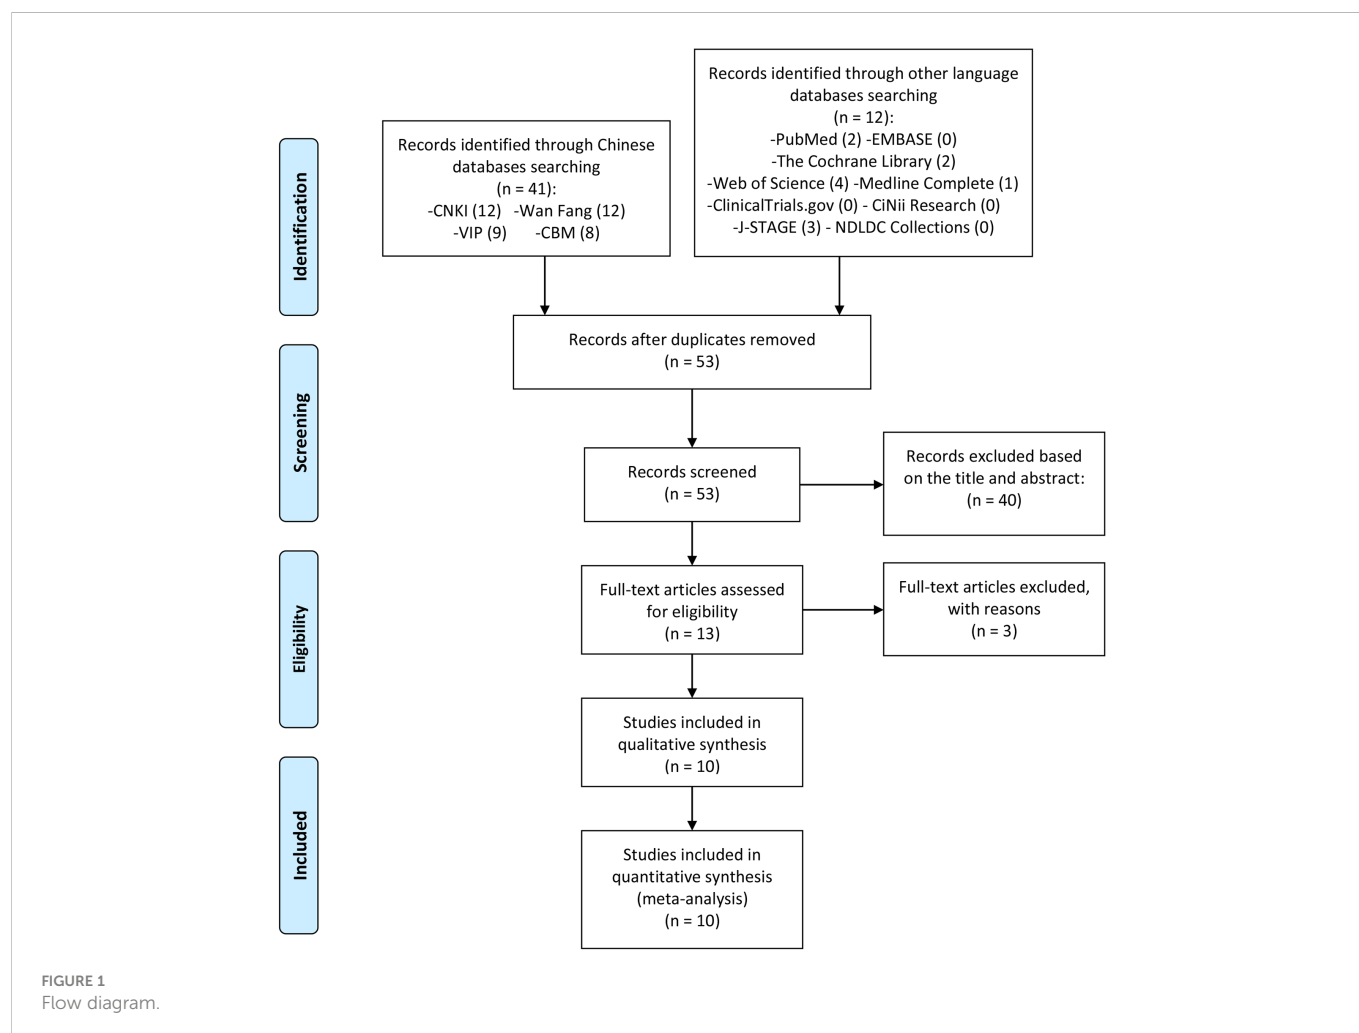 Identification
Records identified through Chinese
databases searching
(n = 41):
-CNKI (12) -Wan Fang (12)
-VIP (9) -CBM (8)
Records identified through other language
databases searching
(n = 12):
-PubMed (2) -EMBASE (0)
-The Cochrane Library (2)
-Web of Science (4) -Medline Complete (1)
-ClinicalTrials.gov (0) - CiNii Research (0)
-J-STAGE (3) - NDLDC Collections (0)
Records after duplicates removed
(n = 53)
Screening
Records screened
(n = 53)
Records excluded based
on the title and abstract:
(n = 40)
Eligibility
Full-text articles assessed
for eligibility
(n = 13)
Full-text articles excluded,
with reasons
(n = 3)
Studies included in
qualitative synthesis
(n = 10)
Included
Studies included in
quantitative synthesis
(meta-analysis)
(n = 10)
FIGURE 1
Flow diagram.